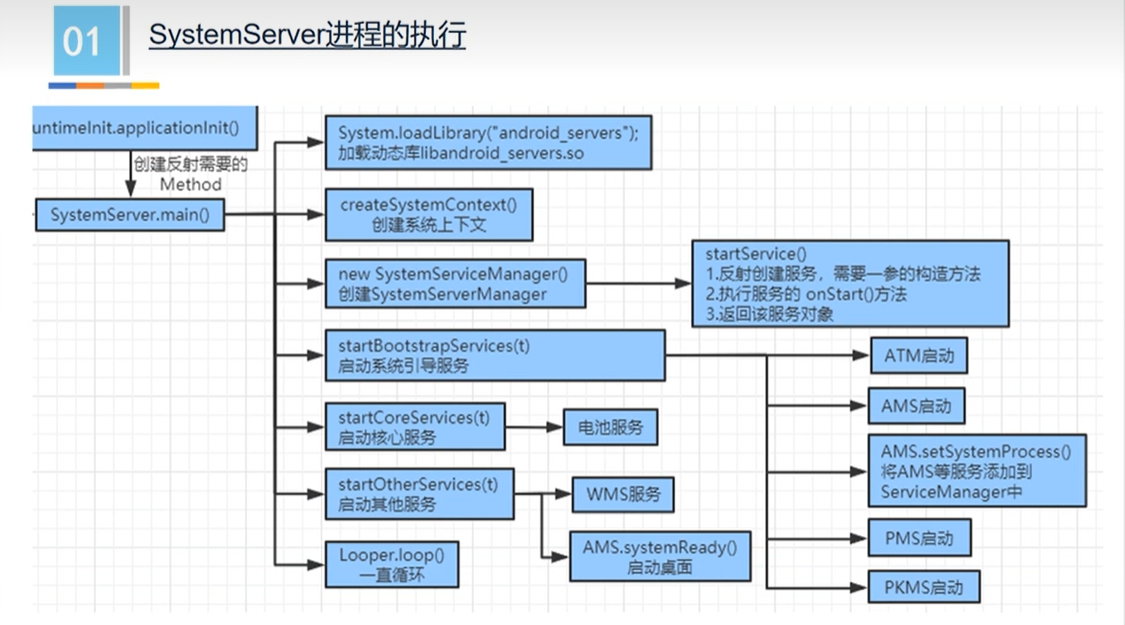 01
SystemServer进程的执行
untimeInit.applicationInit()
创建反射需要的
Method
SystemServer.main()
System.loadLibrary("android_servers");
加载动态库libandroid_servers.so
createSystemContext()
创建系统上下文
new SystemServiceManager()
创建SystemServerManager
startService()
1.反射创建服务，需要一参的构造方法
2.执行服务的 onStart()方法
3.返回该服务对象
startBootstrapServices(t)
启动系统引导服务
ATM启动
AMS启动
AMS.setSystemProcess()
将AMS等服务添加到
ServiceManager中
PMS启动
PKMS启动
startCoreServices(t)
启动核心服务
电池服务
startOtherServices(t)
启动其他服务
WMS服务
AMS.systemReady()
启动桌面
Looper.loop()
一直循环